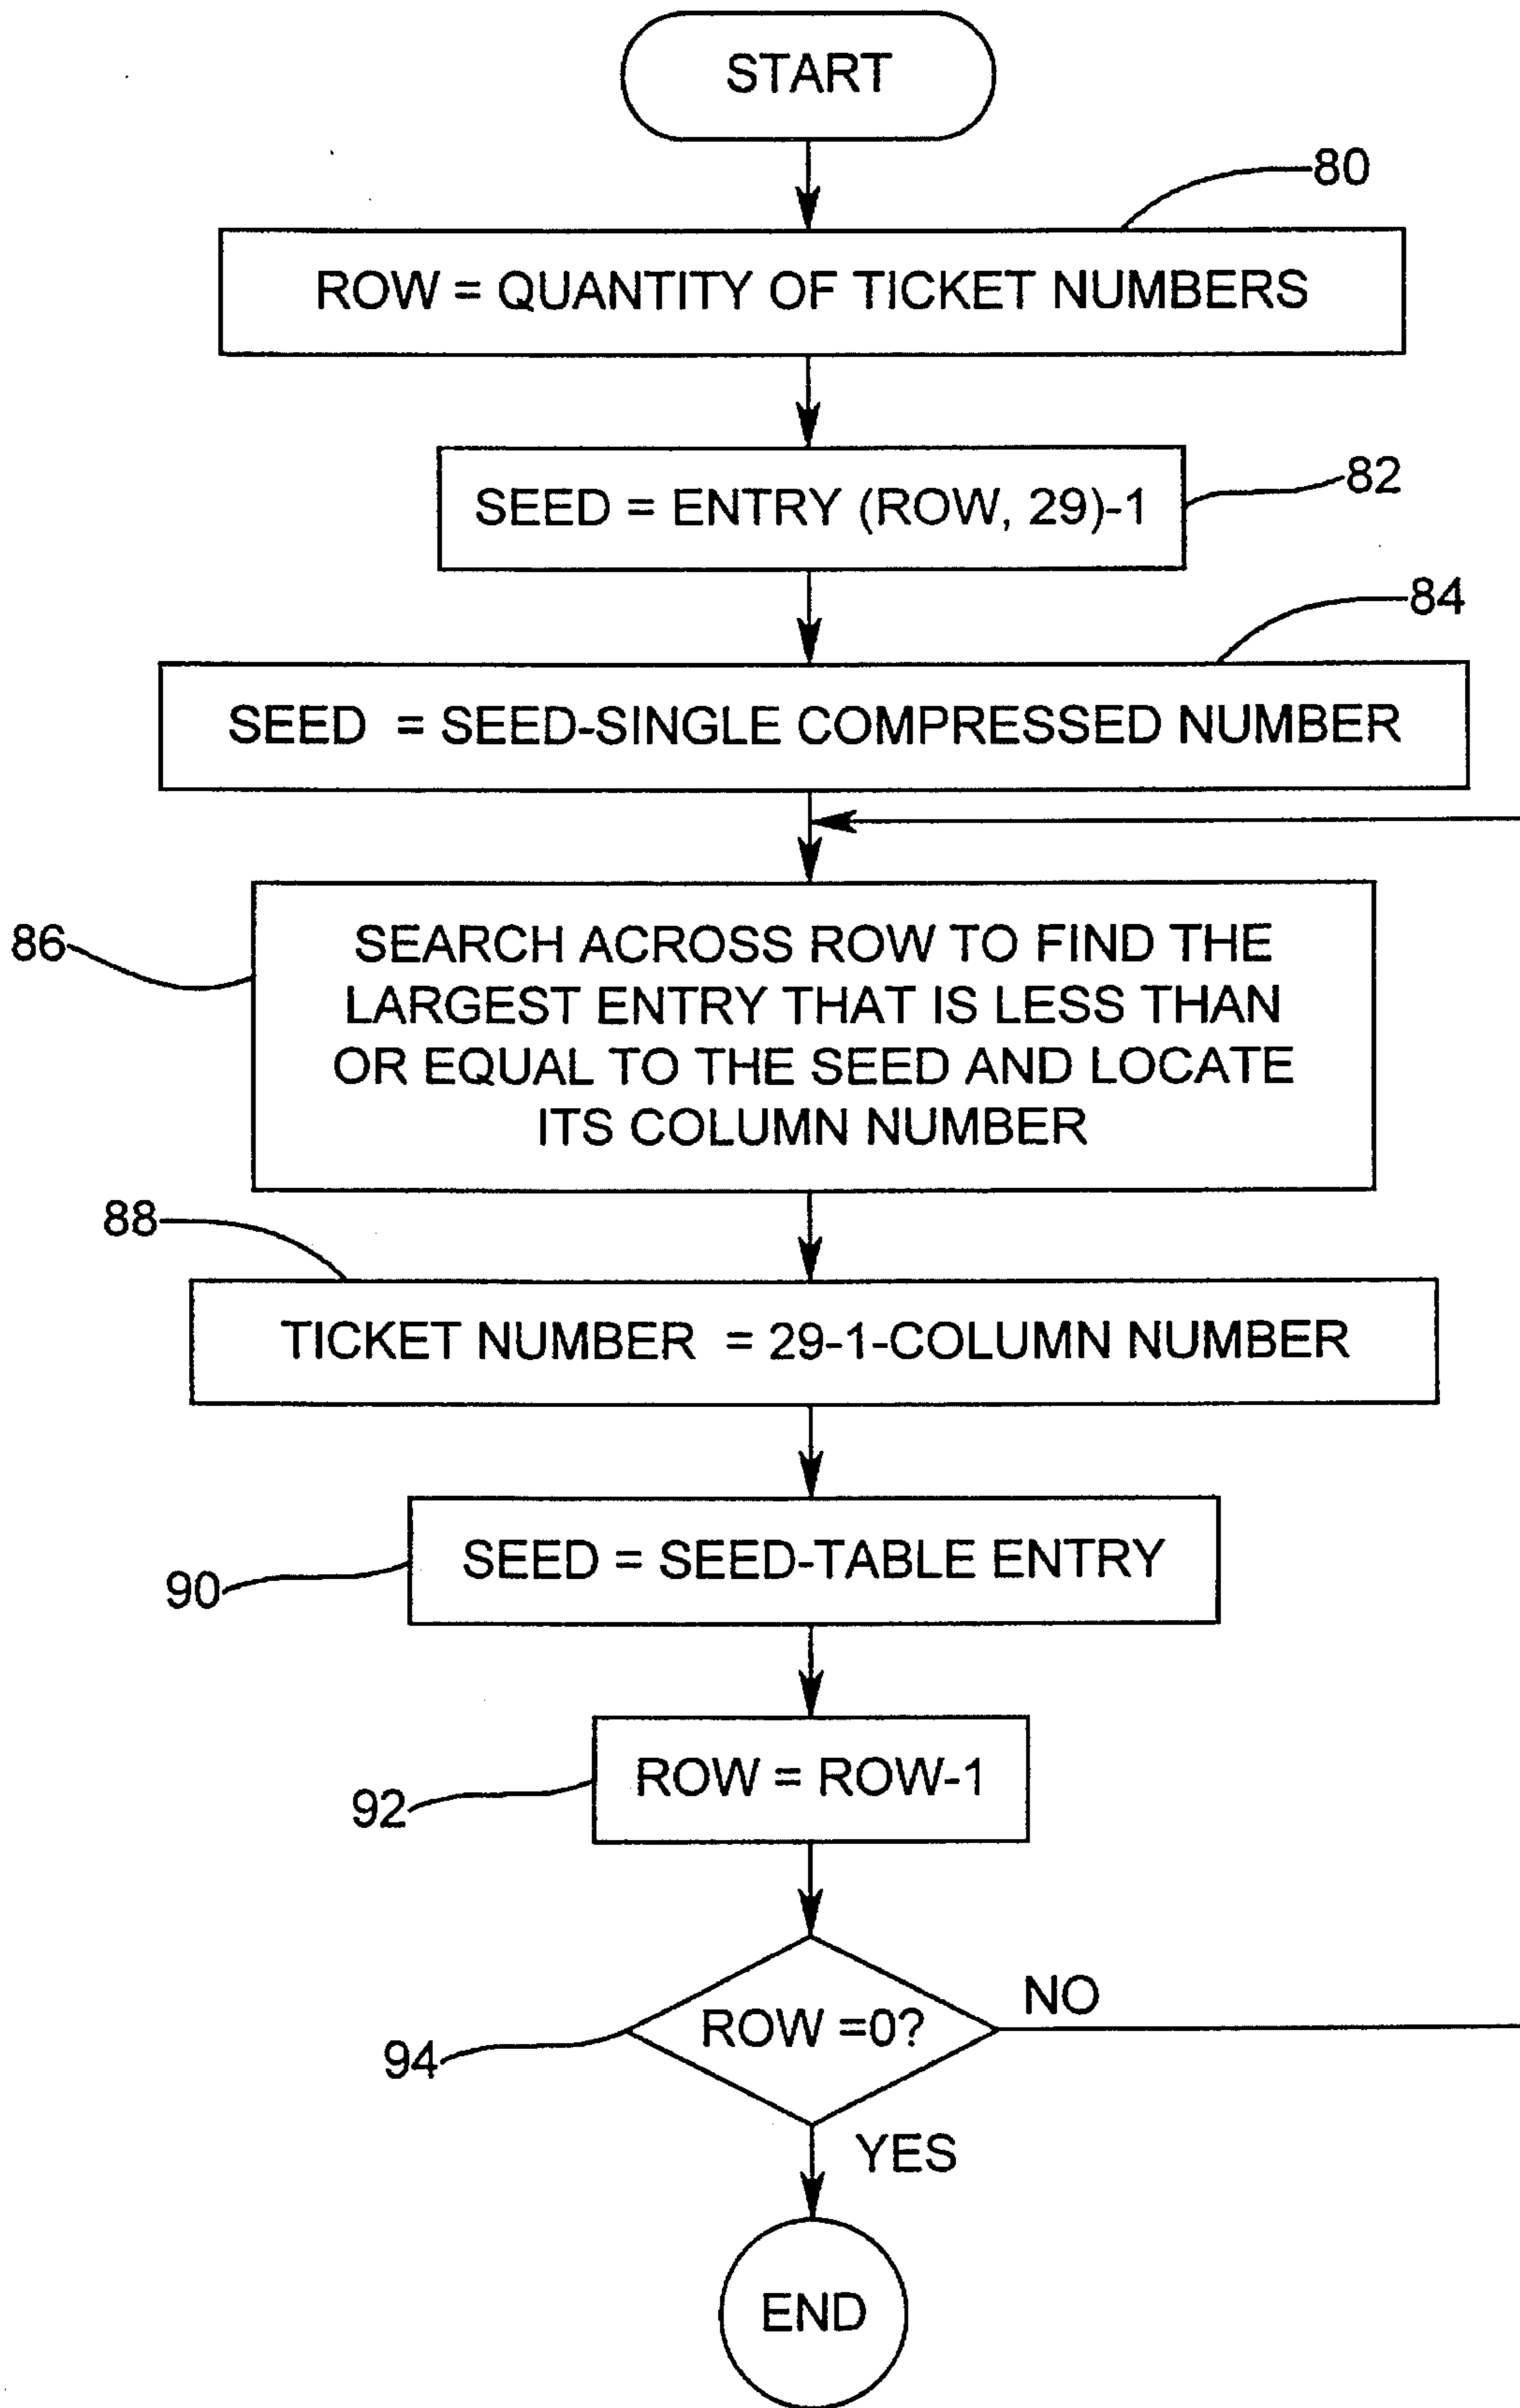 START
80
ROW = QUANTITY OF TICKET NUMBERS
82
SEED = ENTRY (ROW, 29)-1
84
SEED = SEED-SINGLE COMPRESSED NUMBER
86
SEARCH ACROSS ROW TO FIND THE
LARGEST ENTRY THAT IS LESS THAN
OR EQUAL TO THE SEED AND LOCATE
ITS COLUMN NUMBER
88
TICKET NUMBER = 29-1-COLUMN NUMBER
90
SEED = SEED-TABLE ENTRY
92
ROW = ROW-1
94
ROW =0?
NO
YES
END